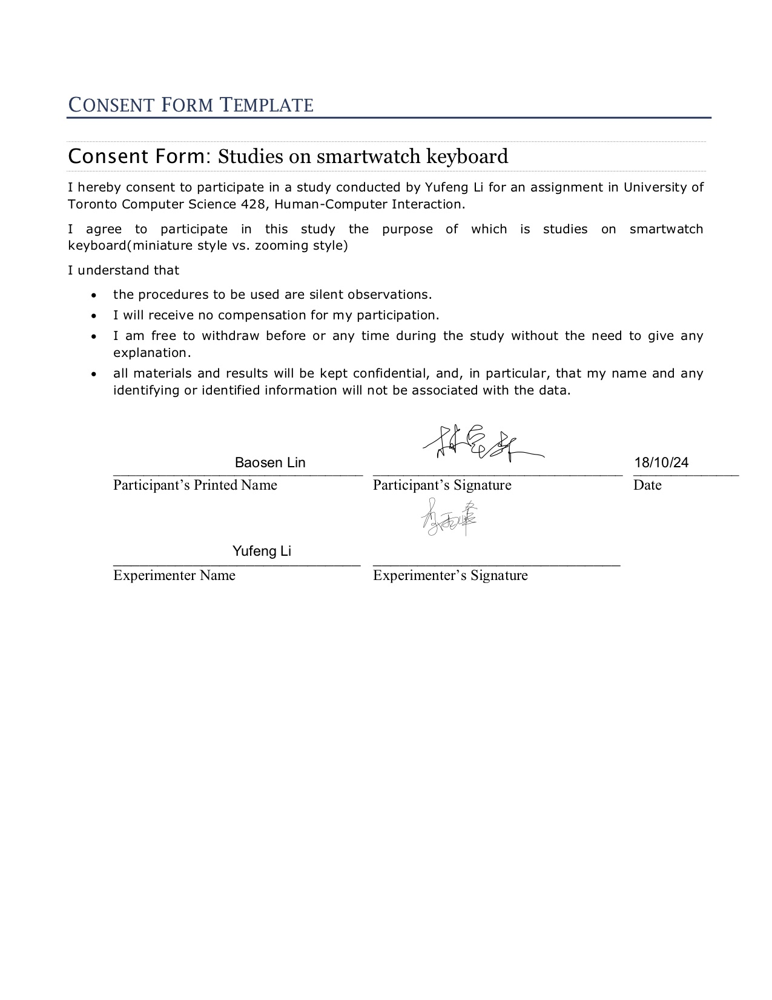 CONSENT FORM TEMPLATE
Consent Form: Studies on smartwatch keyboard
I hereby consent to participate in a study conducted by Yufeng Li for an assignment in University of
Toronto Computer Science 428, Human-Computer Interaction.
I agree to participate in this study the purpose of which is studies on smartwatch
keyboard(miniature style vs. zooming style)
I understand that
• the procedures to be used are silent observations.
• I will receive no compensation for my participation.
• I am free to withdraw before or any time during the study without the need to give any
explanation.
• all materials and results will be kept confidential, and, in particular, that my name and any
identifying or identified information will not be associated with the data.
Baosen Lin 18/10/24
Participant’s Printed Name Participant’s Signature Date
Yufeng Li
Experimenter Name Experimenter’s Signature